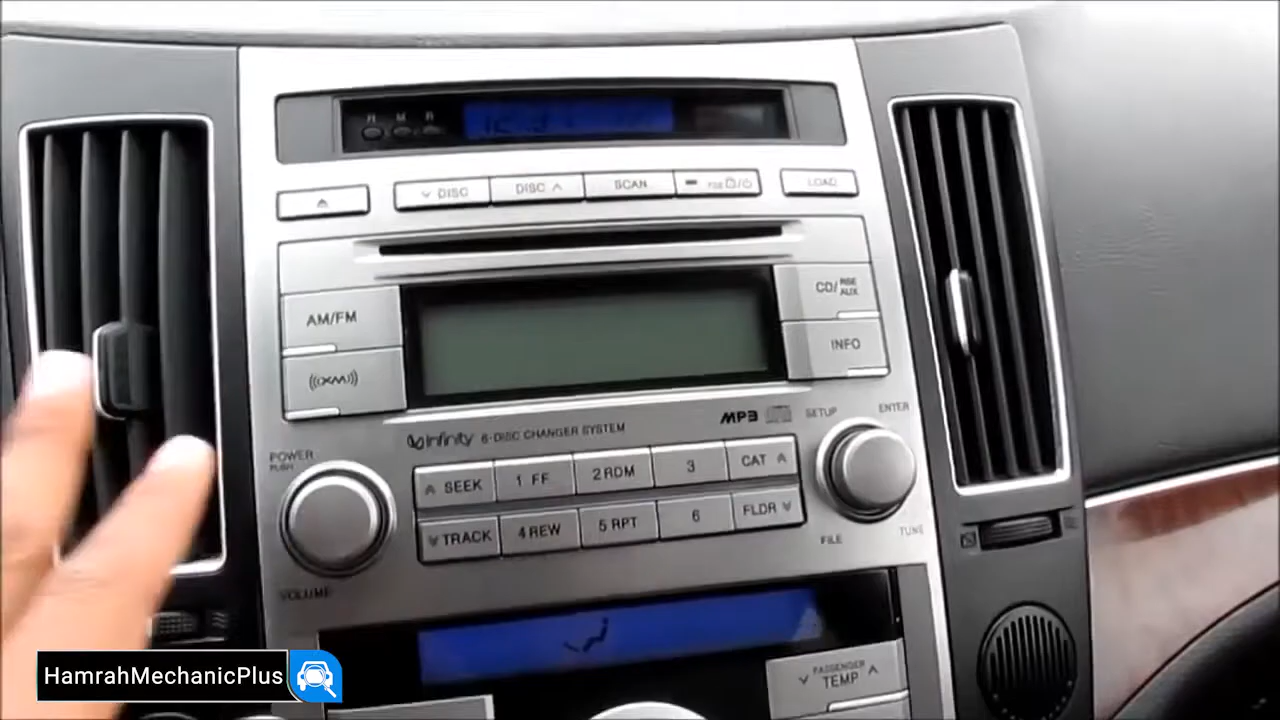 H M R
DISC DISC SCAN RSE LOAD
AM/FM CD/RSE AUX
((XM)) INFO
infinity 6-DISC CHANGER SYSTEM MP3 SETUP ENTER
POWER
PUSH
SEEK 1 FF 2 RDM 3 CAT
TRACK 4 REW 5 RPT 6 FLDR
VOLUME FILE TUNE
PASSENGER
TEMP
HamrahMechanicPlus